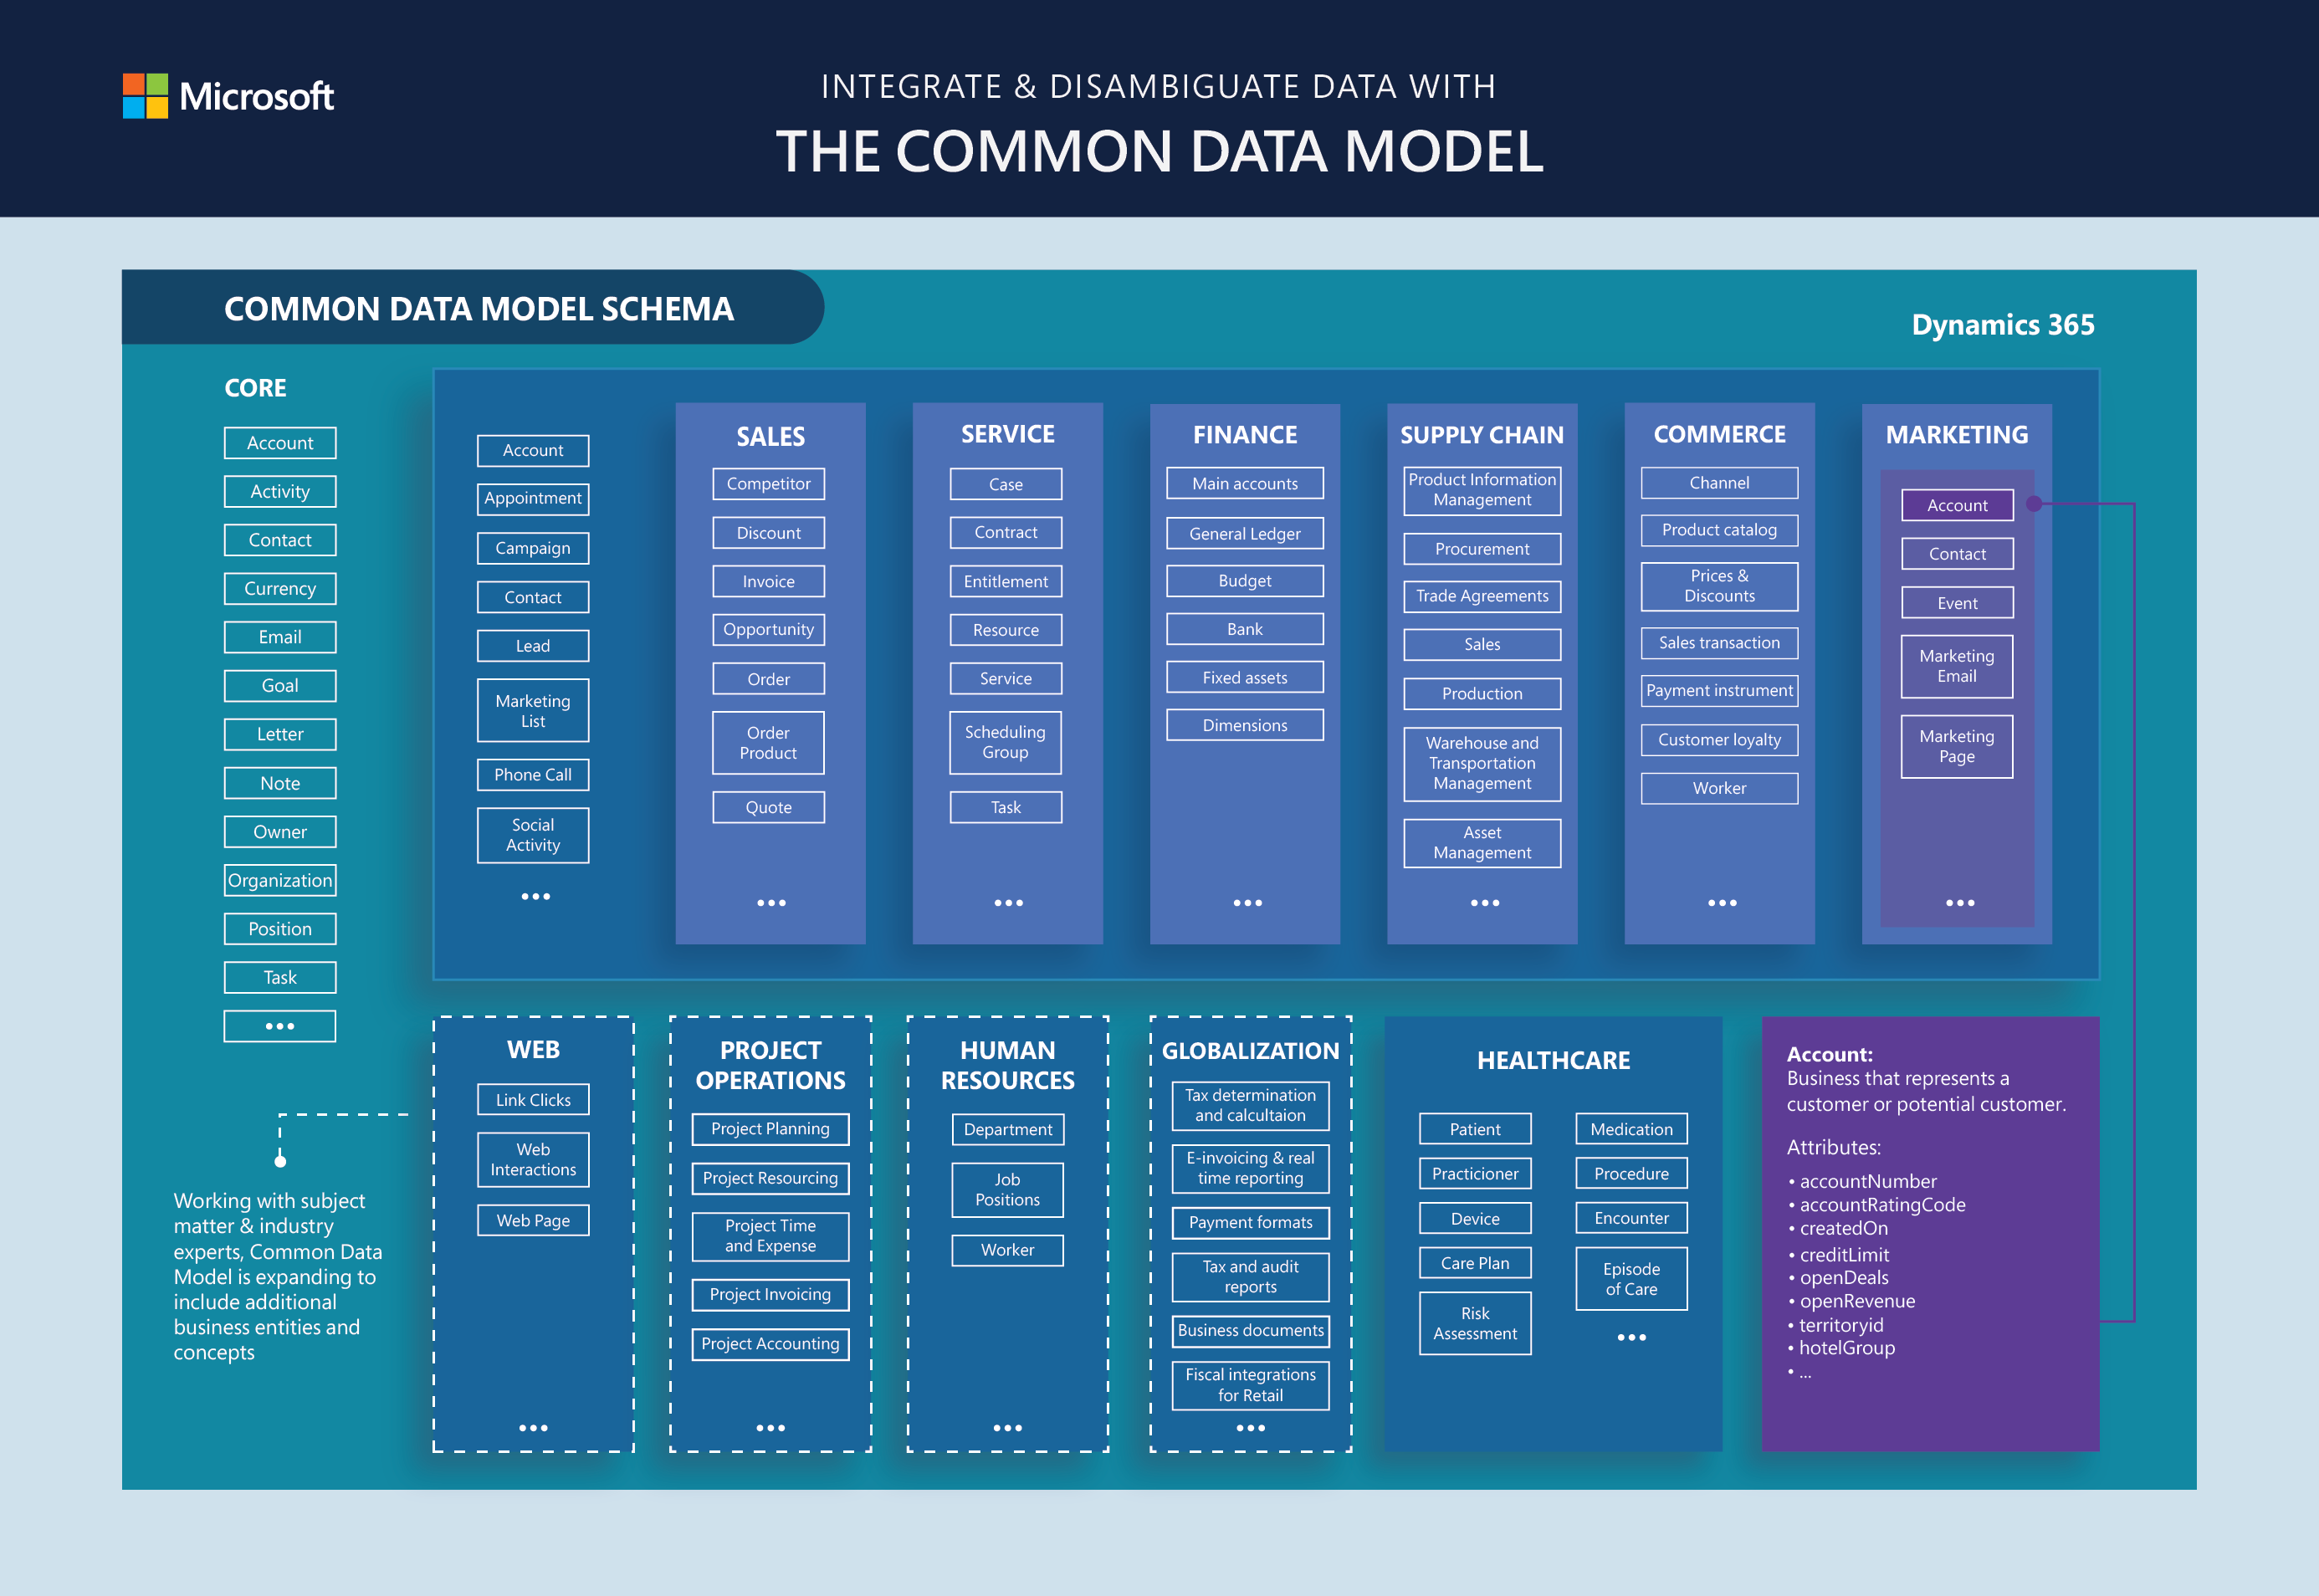 Microsoft
INTEGRATE & DISAMBIGUATE DATA WITH
THE COMMON DATA MODEL
COMMON DATA MODEL SCHEMA
Dynamics 365
CORE
Account
Activity
Contact
Currency
Email
Goal
Letter
Note
Owner
Organization
Position
Task
•••
Account
Appointment
Campaign
Contact
Lead
Marketing
List
Phone Call
Social
Activity
•••
SALES
Competitor
Discount
Invoice
Opportunity
Order
Order
Product
Quote
•••
SERVICE
Case
Contract
Entitlement
Resource
Service
Scheduling
Group
Task
•••
FINANCE
Main accounts
General Ledger
Budget
Bank
Fixed assets
Dimensions
•••
SUPPLY CHAIN
Product Information
Management
Procurement
Trade Agreements
Sales
Production
Warehouse and
Transportation
Management
Asset
Management
•••
COMMERCE
Channel
Product catalog
Prices &
Discounts
Sales transaction
Payment instrument
Customer loyalty
Worker
•••
MARKETING
Account
Contact
Event
Marketing
Email
Marketing
Page
•••
Working with subject
matter & industry
experts, Common Data
Model is expanding to
include additional
business entities and
concepts
WEB
Link Clicks
Web
Interactions
Web Page
•••
PROJECT
OPERATIONS
Project Planning
Project Resourcing
Project Time
and Expense
Project Invoicing
Project Accounting
•••
HUMAN
RESOURCES
Department
Job
Positions
Worker
•••
GLOBALIZATION
Tax determination
and calcultaion
E-invoicing & real
time reporting
Payment formats
Tax and audit
reports
Business documents
Fiscal integrations
for Retail
•••
HEALTHCARE
Patient
Practicioner
Device
Care Plan
Risk
Assessment
Medication
Procedure
Encounter
Episode
of Care
•••
Account:
Business that represents a
customer or potential customer.
Attributes:
• accountNumber
• accountRatingCode
• createdOn
• creditLimit
• openDeals
• openRevenue
• territoryid
• hotelGroup
• ...